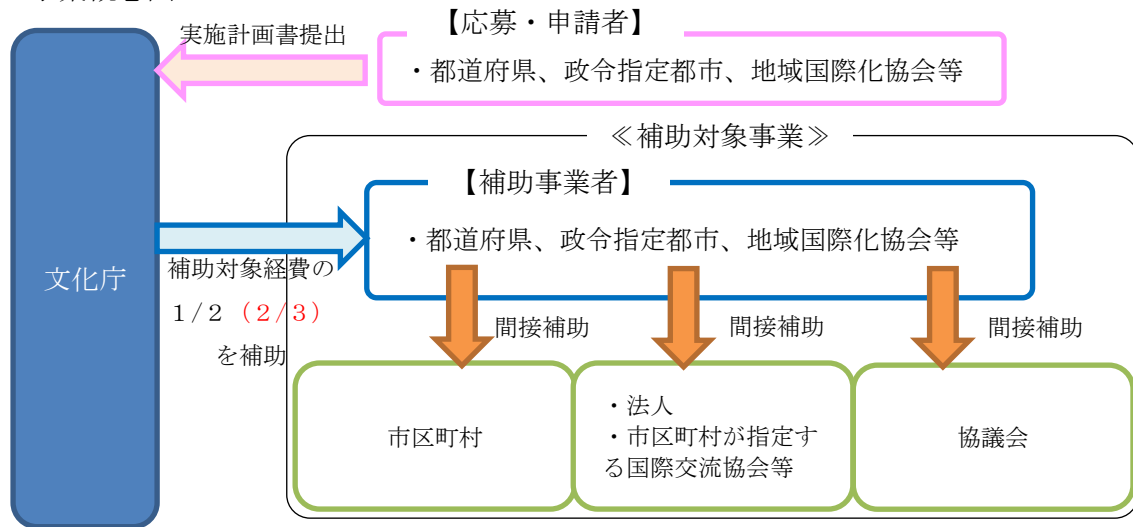 【応募・申請者】
実施計画書提出
・都道府県、政令指定都市、地域国際化協会等
≪補助対象事業≫
【補助事業者】
・都道府県、政令指定都市、地域国際化協会等
文化庁
補助対象経費の
1/2（2/3）
を補助
間接補助
間接補助
間接補助
市区町村
・法人
・市区町村が指定す
る国際交流協会等
協議会